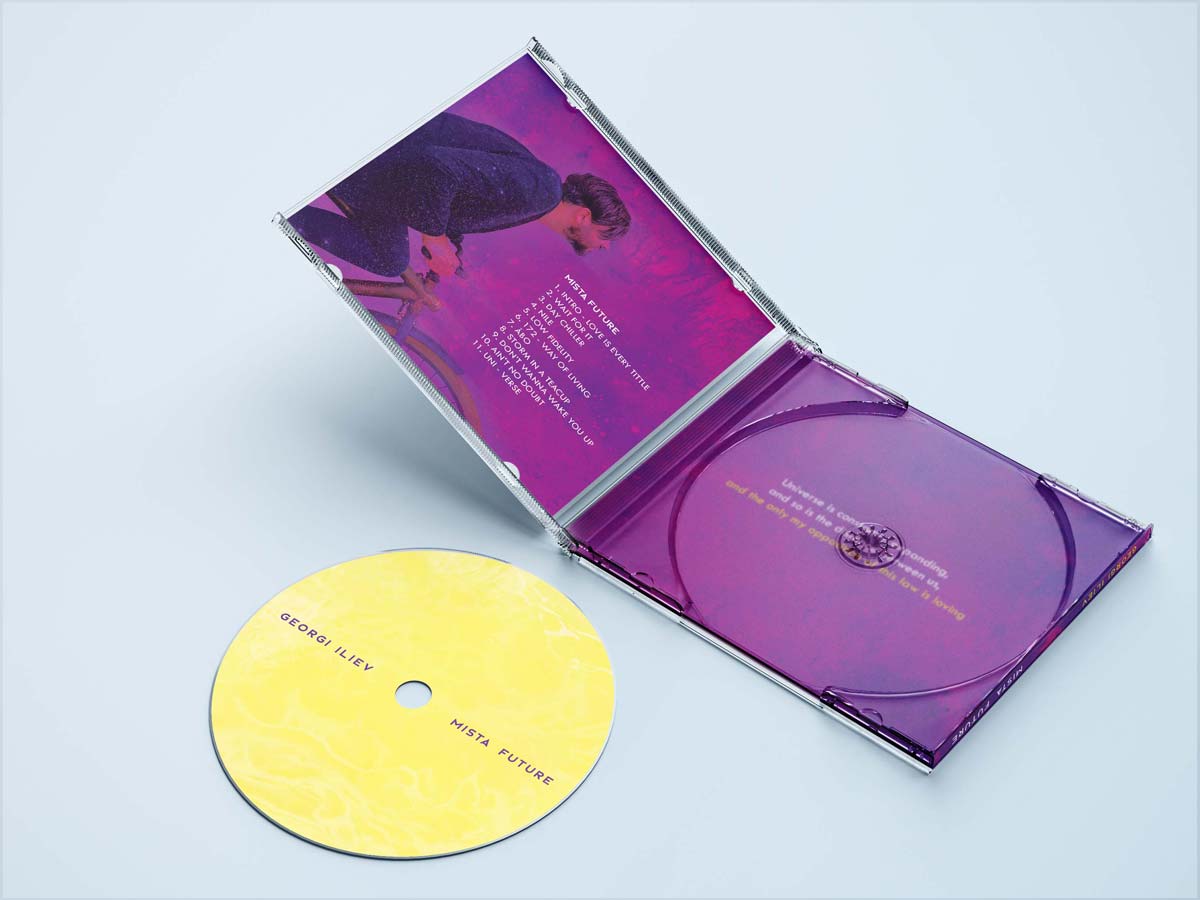 MISTA FUTURE
1. INTRO - LOVE IS EVERY TITTLE
2. WAIT FOR IT
3. DAY CHILLER
4. NILE
5. LOW FIDELITY
6. 172 - WAY OF LIVING
7. ABO
8. STORM IN A TEACUP
9. DON'T WANNA WAKE YOU UP
10. AIN'T NO DOUBT
11. UNI - VERSE
Universe is
and so is the us,
and the only my this law is loving
GEORGI ILIEV
MISTA FUTURE
GEORGI ILIEV
MISTA FUTURE